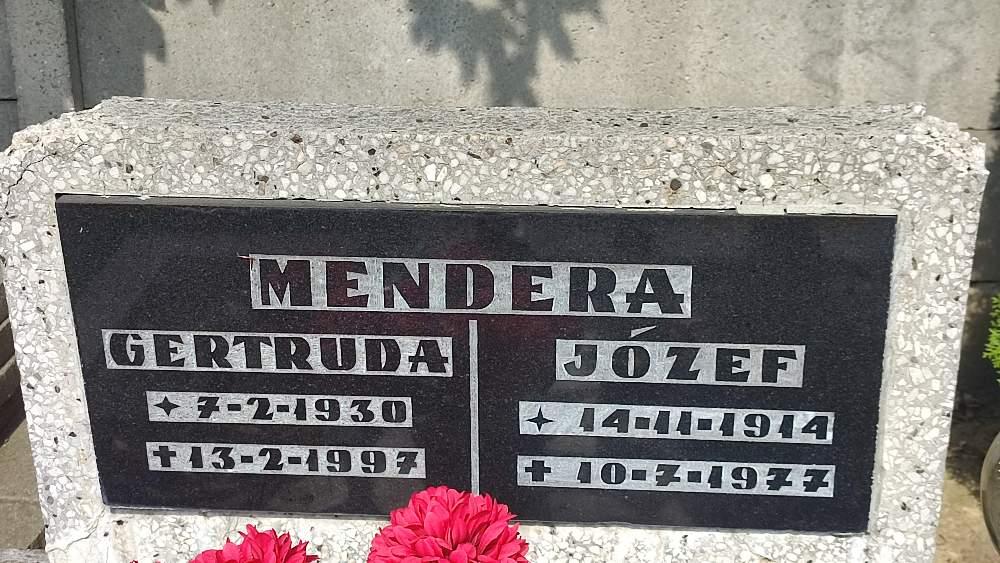 MENDERA
GERTRUDA
✦ 7-2-1930
✝ 13-2-1997
JÓZEF
✦ 14-11-1914
✝ 10-7-1977